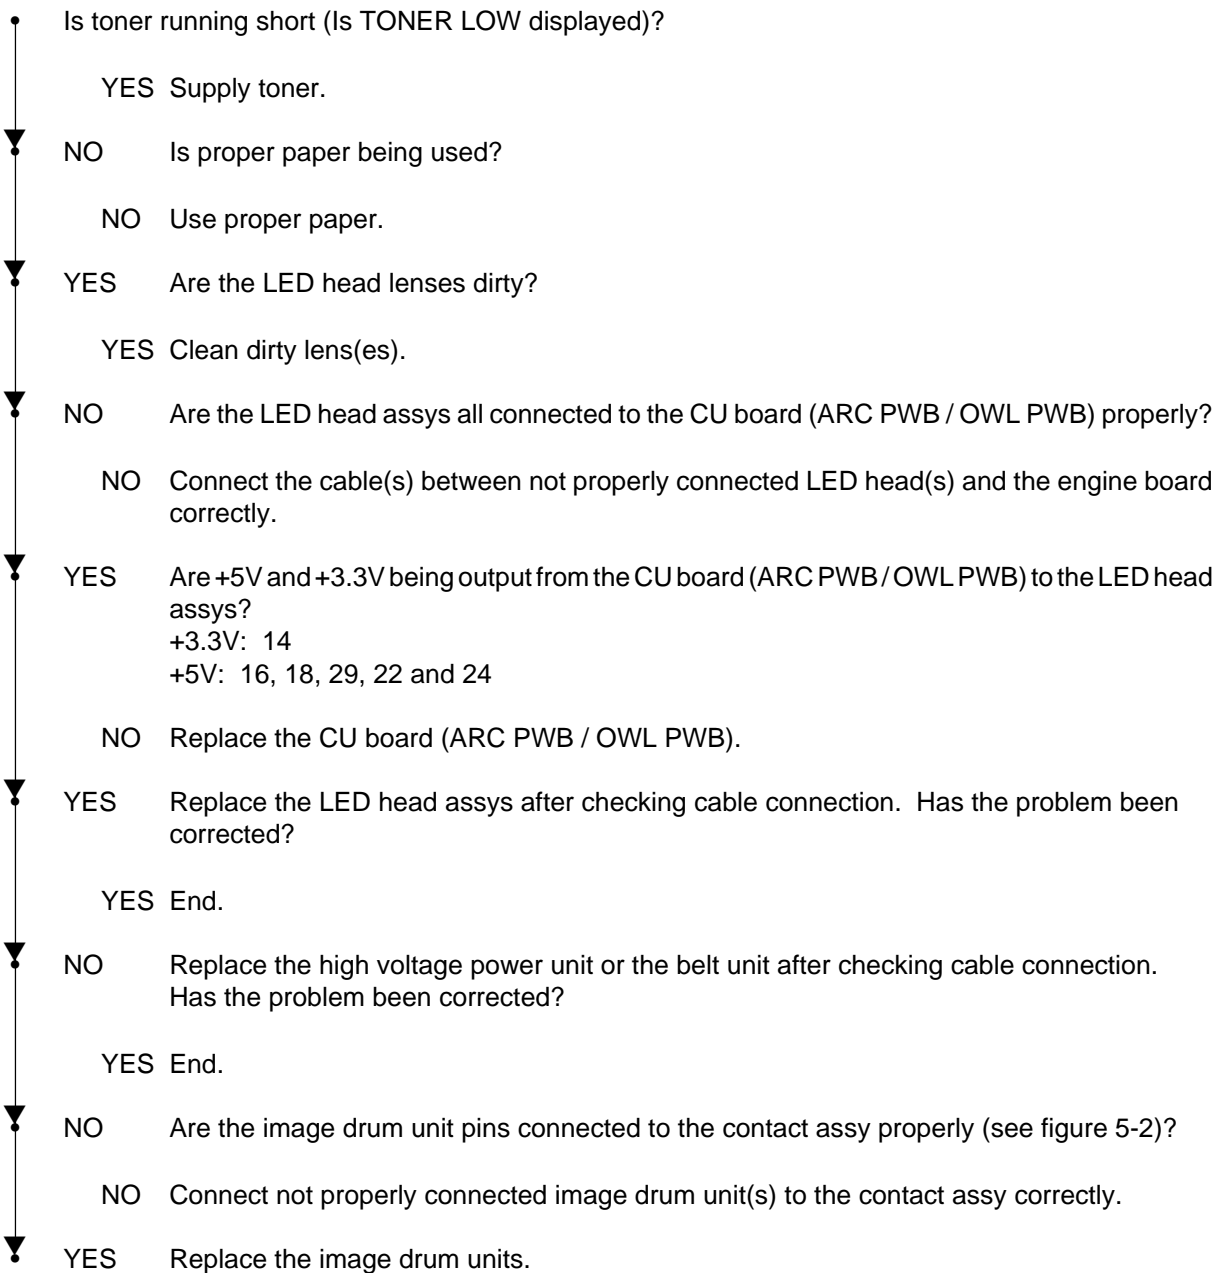 Is toner running short (Is TONER LOW displayed)?
YES Supply toner.
NO Is proper paper being used?
NO Use proper paper.
YES Are the LED head lenses dirty?
YES Clean dirty lens(es).
NO Are the LED head assys all connected to the CU board (ARC PWB / OWL PWB) properly?
NO Connect the cable(s) between not properly connected LED head(s) and the engine board
correctly.
YES Are +5V and +3.3V being output from the CU board (ARC PWB / OWL PWB) to the LED head
assys?
+3.3V: 14
+5V: 16, 18, 29, 22 and 24
NO Replace the CU board (ARC PWB / OWL PWB).
YES Replace the LED head assys after checking cable connection. Has the problem been
corrected?
YES End.
NO Replace the high voltage power unit or the belt unit after checking cable connection.
Has the problem been corrected?
YES End.
NO Are the image drum unit pins connected to the contact assy properly (see figure 5-2)?
NO Connect not properly connected image drum unit(s) to the contact assy correctly.
YES Replace the image drum units.